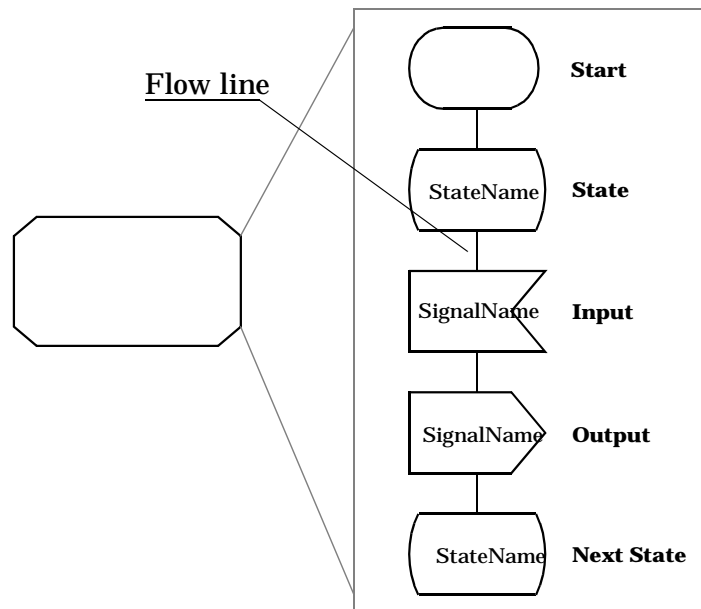 Start
Flow line
StateName State
SignalName Input
SignalName Output
StateName Next State